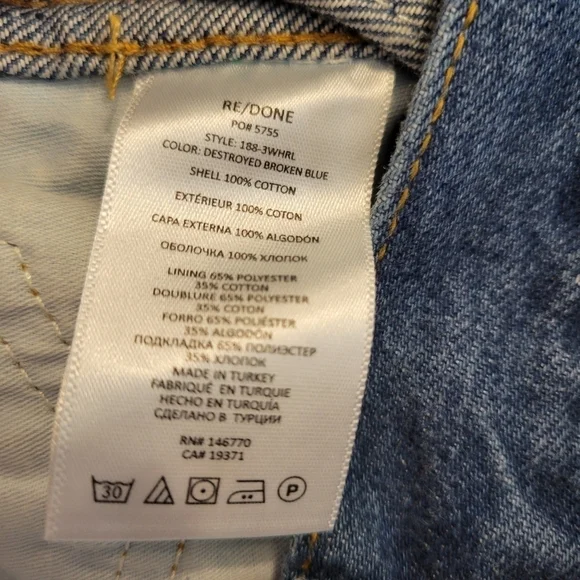 RE/DONE
PO# 5755
STYLE: 188-3WHRL
COLOR: DESTROYED BROKEN BLUE
SHELL 100% COTTON
EXTÉRIEUR 100% COTON
CAPA EXTERNA 100% ALGODÓN
ОБОЛОЧКА 100% ХЛОПОК
LINING 65% POLYESTER
35% COTTON
DOUBLURE 65% POLYESTER
35% COTON
FORRO 65% POLIÉSTER
35% ALGODÓN
ПОДКЛАДКА 65% ПОЛИЭСТЕР
35% ХЛОПОК
MADE IN TURKEY
FABRIQUÉ EN TURQUIE
HECHO EN TURQUÍA
СДЕЛАНО В ТУРЦИИ
RN# 146770
CA# 19371
30 P